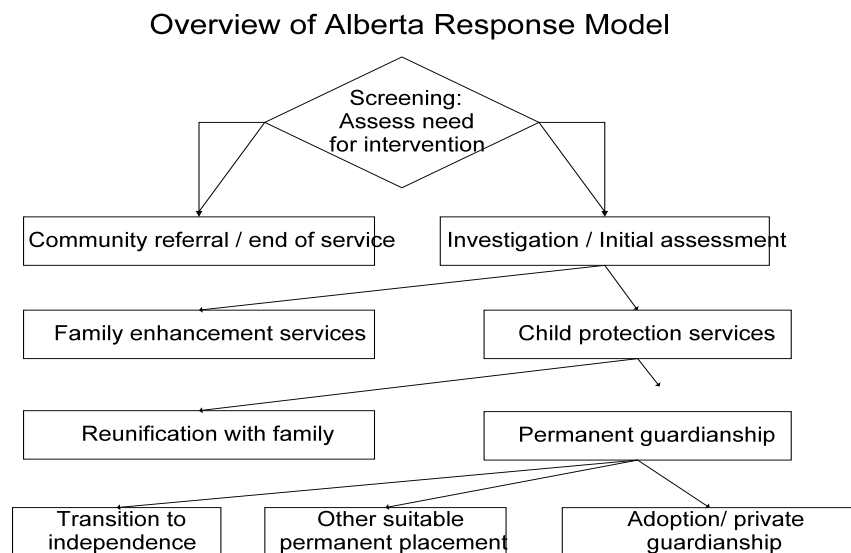 Overview of Alberta Response Model
Screening:
Assess need
for intervention
Community referral / end of service
Investigation / Initial assessment
Family enhancement services
Child protection services
Reunification with family
Permanent guardianship
Transition to
independence
Other suitable
permanent placement
Adoption/ private
guardianship